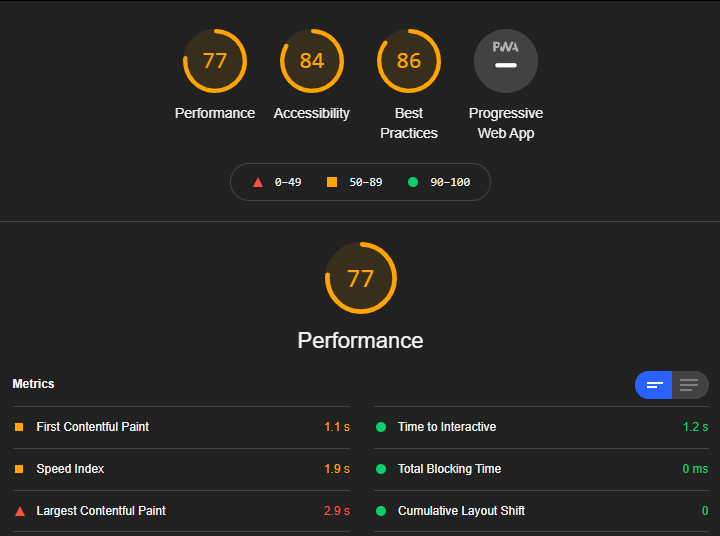 77 84 86 PWA
Performance Accessibility Best Practices Progressive Web App
0–49 50–89 90–100
77
Performance
Metrics
First Contentful Paint 1.1 s
Time to Interactive 1.2 s
Speed Index 1.9 s
Total Blocking Time 0 ms
Largest Contentful Paint 2.9 s
Cumulative Layout Shift 0